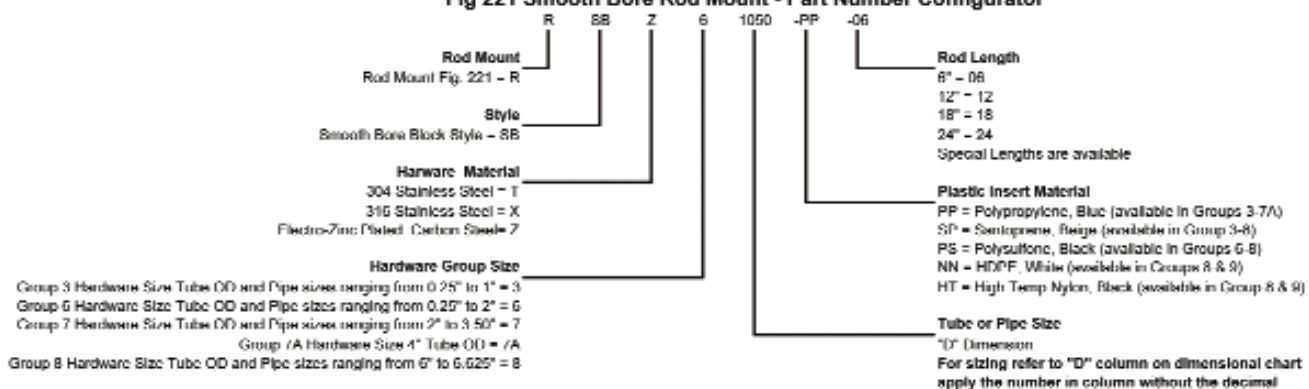 Fig 221 Smooth Bore Rod Mount - Part Number Configurator
R SB Z 6 1050 -PP -06
Rod Mount
Rod Mount Fig. 221 – R
Style
Smooth Bore Block Style – SB
Harware Material
304 Stainless Steel – T
316 Stainless Steel = X
Electro-Zinc Plated Carbon Steel= Z
Hardware Group Size
Group 3 Hardware Size Tube OD and Pipe sizes ranging from 0.25" to 1" = 3
Group 6 Hardware Size Tube OD and Pipe sizes ranging from 0.25" to 2" = 6
Group 7 Hardware Size Tube OD and Pipe sizes ranging from 2" to 3.50" = 7
Group 7A Hardware Size 4" Tube OD = 7A
Group 8 Hardware Size Tube OD and Pipe sizes ranging from 6" to 6.625" = 8
Rod Length
6" – 06
12" – 12
18" = 18
24" – 24
Special Lengths are available
Plastic Insert Material
PP = Polypropylene, Blue (available in Groups 3-7A)
SP = Santoprene, Beige (available in Group 3-8)
PS = Polysulfone, Black (available in Groups 6-8)
NN – HDPE, White (available in Groups 8 & 9)
HT = High Temp Nylon, Black (available in Group 8 & 9)
Tube or Pipe Size
"D" Dimension
For sizing refer to "D" column on dimensional chart
apply the number in column without the decimal